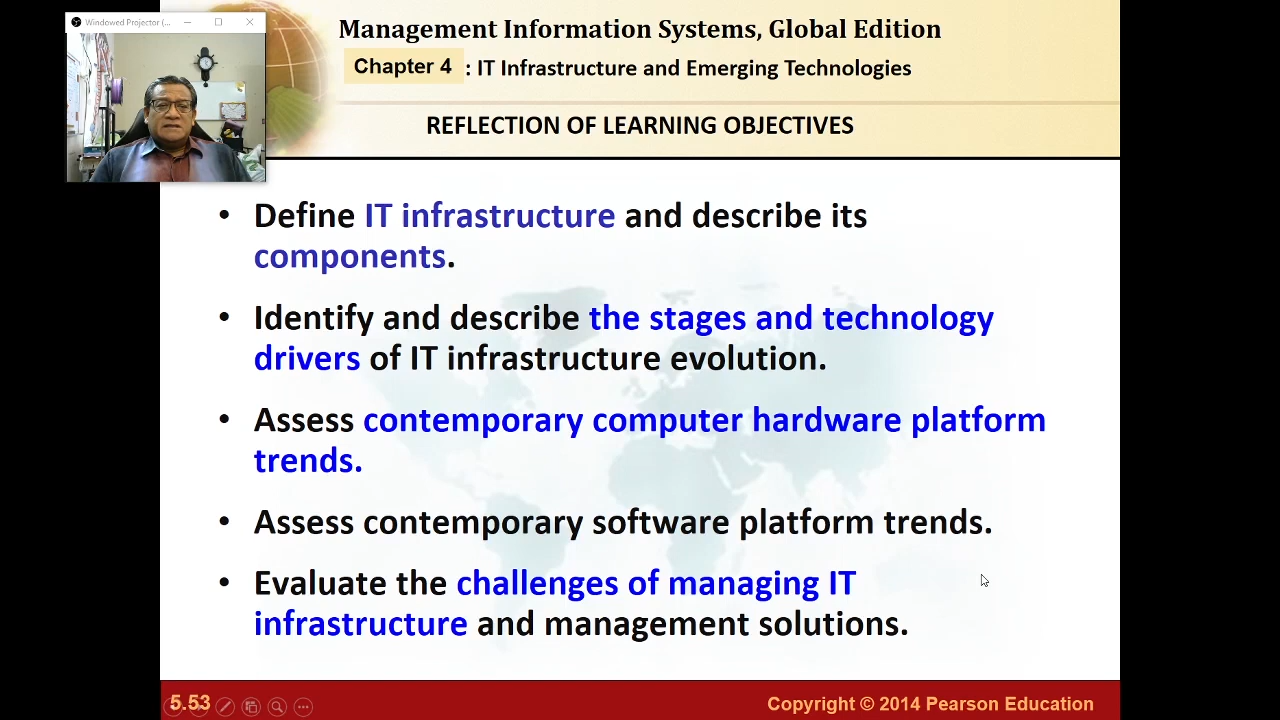 Windowed Projector (...
Management Information Systems, Global Edition
Chapter 4 : IT Infrastructure and Emerging Technologies
REFLECTION OF LEARNING OBJECTIVES
• Define IT infrastructure and describe its
components.
• Identify and describe the stages and technology
drivers of IT infrastructure evolution.
• Assess contemporary computer hardware platform
trends.
• Assess contemporary software platform trends.
• Evaluate the challenges of managing IT
infrastructure and management solutions.
5.53
Copyright © 2014 Pearson Education